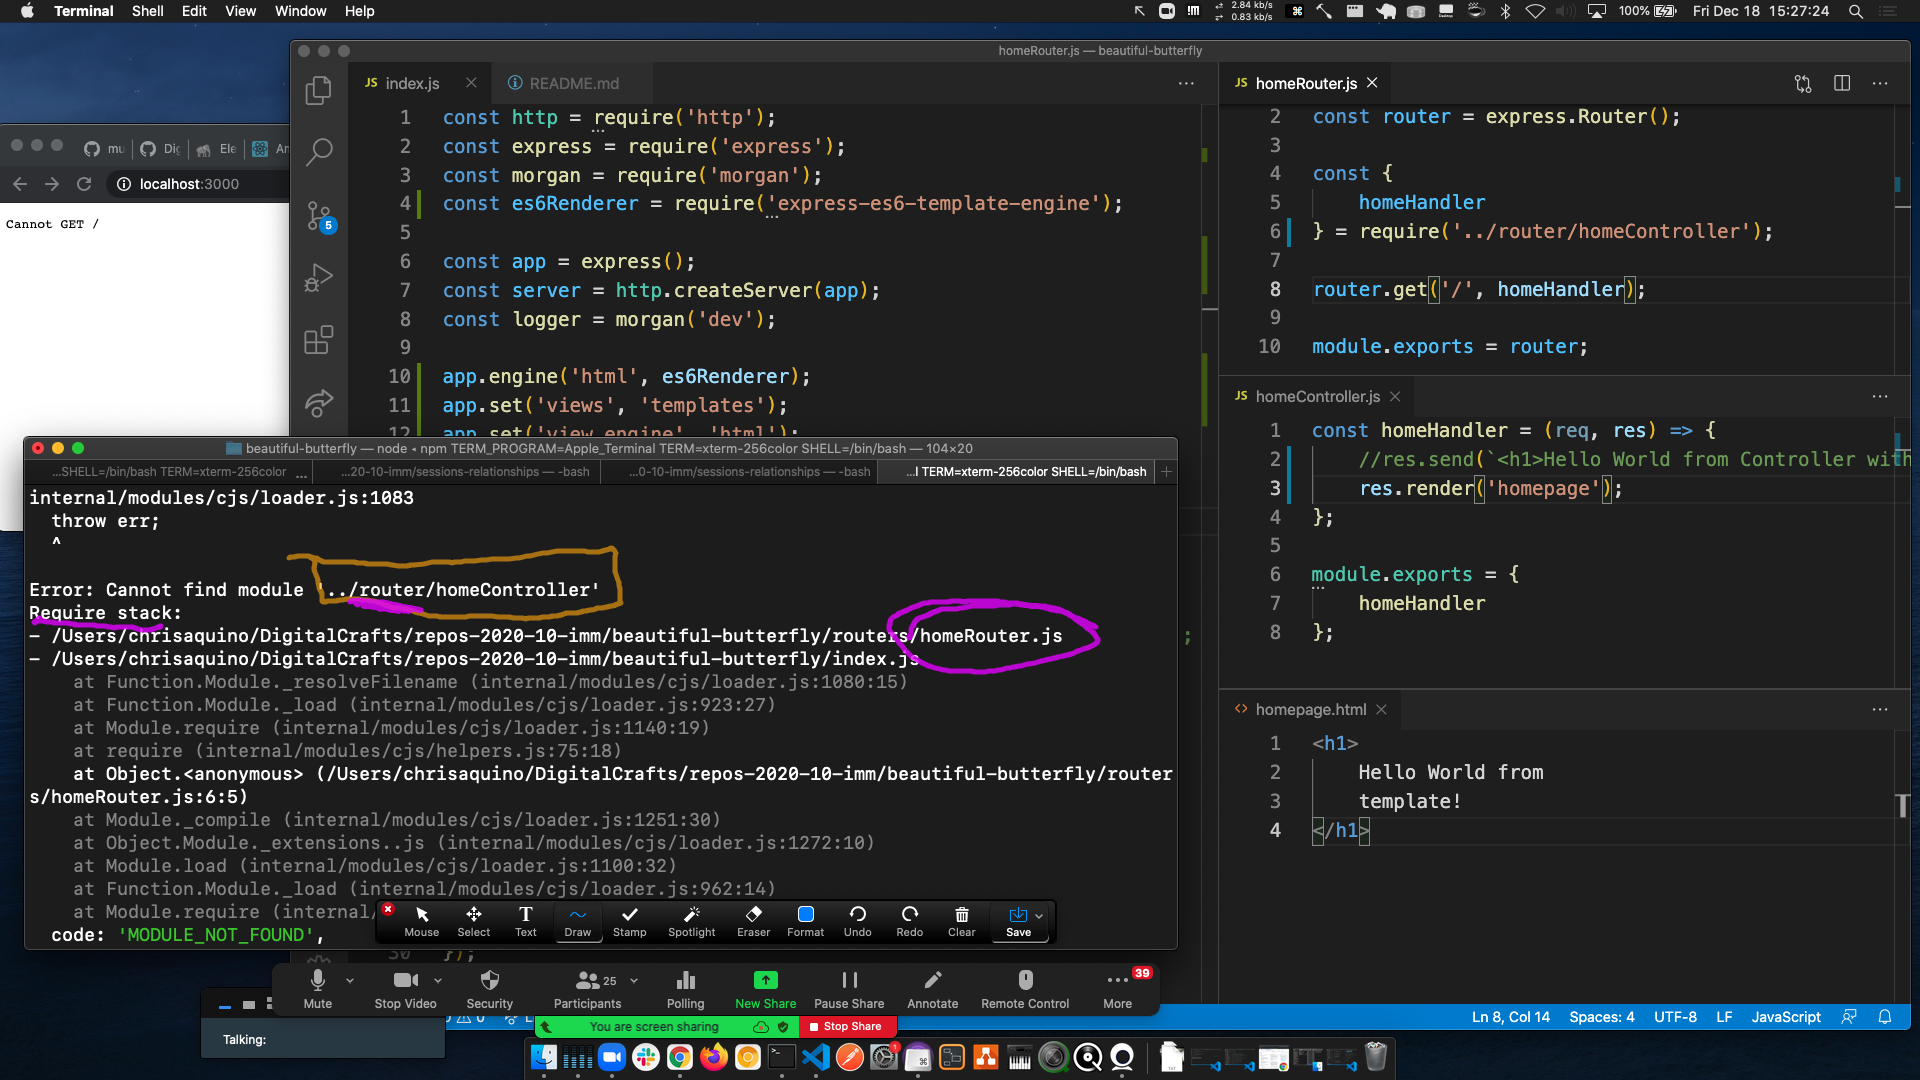 Terminal Shell Edit View Window Help
2.84 kb/s
0.83 kb/s
100% Fri Dec 18 15:27:24
homeRouter.js — beautiful-butterfly
JS index.js
README.md
1 const http = require('http');
2 const express = require('express');
3 const morgan = require('morgan');
4 const es6Renderer = require('express-es6-template-engine');
5
6 const app = express();
7 const server = http.createServer(app);
8 const logger = morgan('dev');
9
10 app.engine('html', es6Renderer);
11 app.set('views', 'templates');
12 app.set('view engine', 'html');
30 });
JS homeRouter.js
2 const router = express.Router();
3
4 const {
5 homeHandler
6 } = require('../router/homeController');
7
8 router.get('/', homeHandler);
9
10 module.exports = router;
JS homeController.js
1 const homeHandler = (req, res) => {
2 //res.send(`<h1>Hello World from Controller with
3 res.render('homepage');
4 };
5
6 module.exports = {
7 homeHandler
8 };
homepage.html
1 <h1>
2 Hello World from
3 template!
4 </h1>
mu
Dig
Ele
An
localhost:3000
Cannot GET /
5
beautiful-butterfly — node ◂ npm TERM_PROGRAM=Apple_Terminal TERM=xterm-256color SHELL=/bin/bash — 104×20
...SHELL=/bin/bash TERM=xterm-256color ...
...20-10-imm/sessions-relationships — -bash
...0-10-imm/sessions-relationships — -bash
...l TERM=xterm-256color SHELL=/bin/bash
internal/modules/cjs/loader.js:1083
throw err;
^
Error: Cannot find module '../router/homeController'
Require stack:
- /Users/chrisaquino/DigitalCrafts/repos-2020-10-imm/beautiful-butterfly/routers/homeRouter.js
- /Users/chrisaquino/DigitalCrafts/repos-2020-10-imm/beautiful-butterfly/index.js
at Function.Module._resolveFilename (internal/modules/cjs/loader.js:1080:15)
at Function.Module._load (internal/modules/cjs/loader.js:923:27)
at Module.require (internal/modules/cjs/loader.js:1140:19)
at require (internal/modules/cjs/helpers.js:75:18)
at Object.<anonymous> (/Users/chrisaquino/DigitalCrafts/repos-2020-10-imm/beautiful-butterfly/router
s/homeRouter.js:6:5)
at Module._compile (internal/modules/cjs/loader.js:1251:30)
at Object.Module._extensions..js (internal/modules/cjs/loader.js:1272:10)
at Module.load (internal/modules/cjs/loader.js:1100:32)
at Function.Module._load (internal/modules/cjs/loader.js:962:14)
at Module.require (internal/
code: 'MODULE_NOT_FOUND',
Mouse Select Text Draw Stamp Spotlight Eraser Format Undo Redo Clear Save
Mute Stop Video Security Participants 25 Polling New Share Pause Share Annotate Remote Control More 39
You are screen sharing Stop Share
Talking:
Ln 8, Col 14 Spaces: 4 UTF-8 LF JavaScript